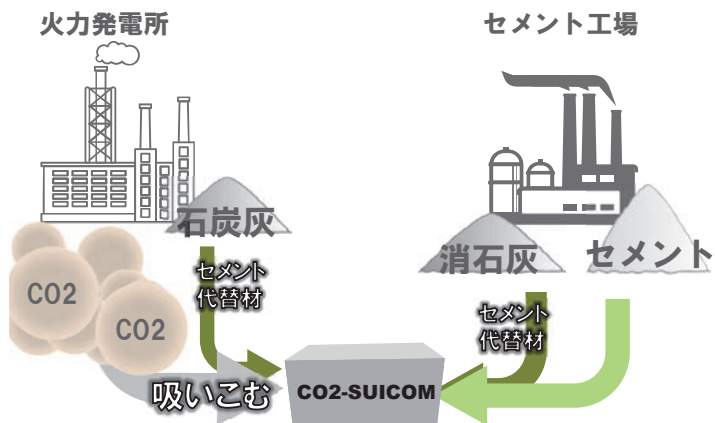 火力発電所
セメント工場
石炭灰
消石灰
セメント
セメント
代替材
セメント
代替材
CO2
CO2
吸いこむ
CO2-SUICOM